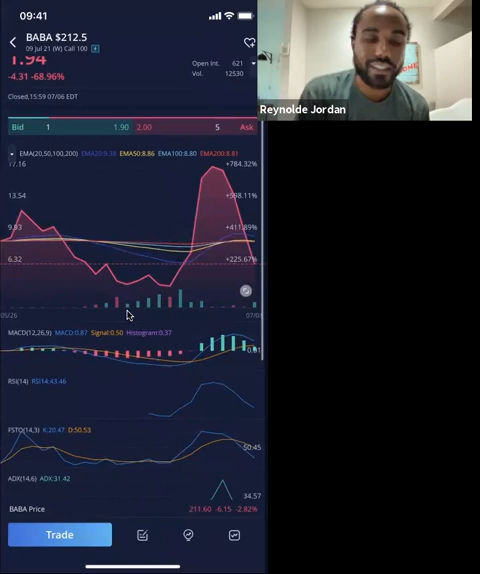 09:41
BABA $212.5
09 Jul 21 (W) Call 100
1.94
-4.31 -68.96%
Open Int. 621
Vol. 12530
Closed,15:59 07/06 EDT
Bid 1 1.90 2.00 5 Ask
EMA(20,50,100,200) EMA20:9.38 EMA50:8.86 EMA100:8.80 EMA200:8.81
17.16 +784.32%
13.54 +598.11%
9.93 +411.89%
6.32 +225.67%
05/26 07/01
MACD(12,26,9) MACD:0.87 Signal:0.50 Histogram:0.37
RSI(14) RSI14:43.46
FSTO(14,3) K:20.47 D:50.53
50.45
ADX(14,6) ADX:31.42
34.57
BABA Price 211.60 -6.15 -2.82%
Trade
Reynolde Jordan